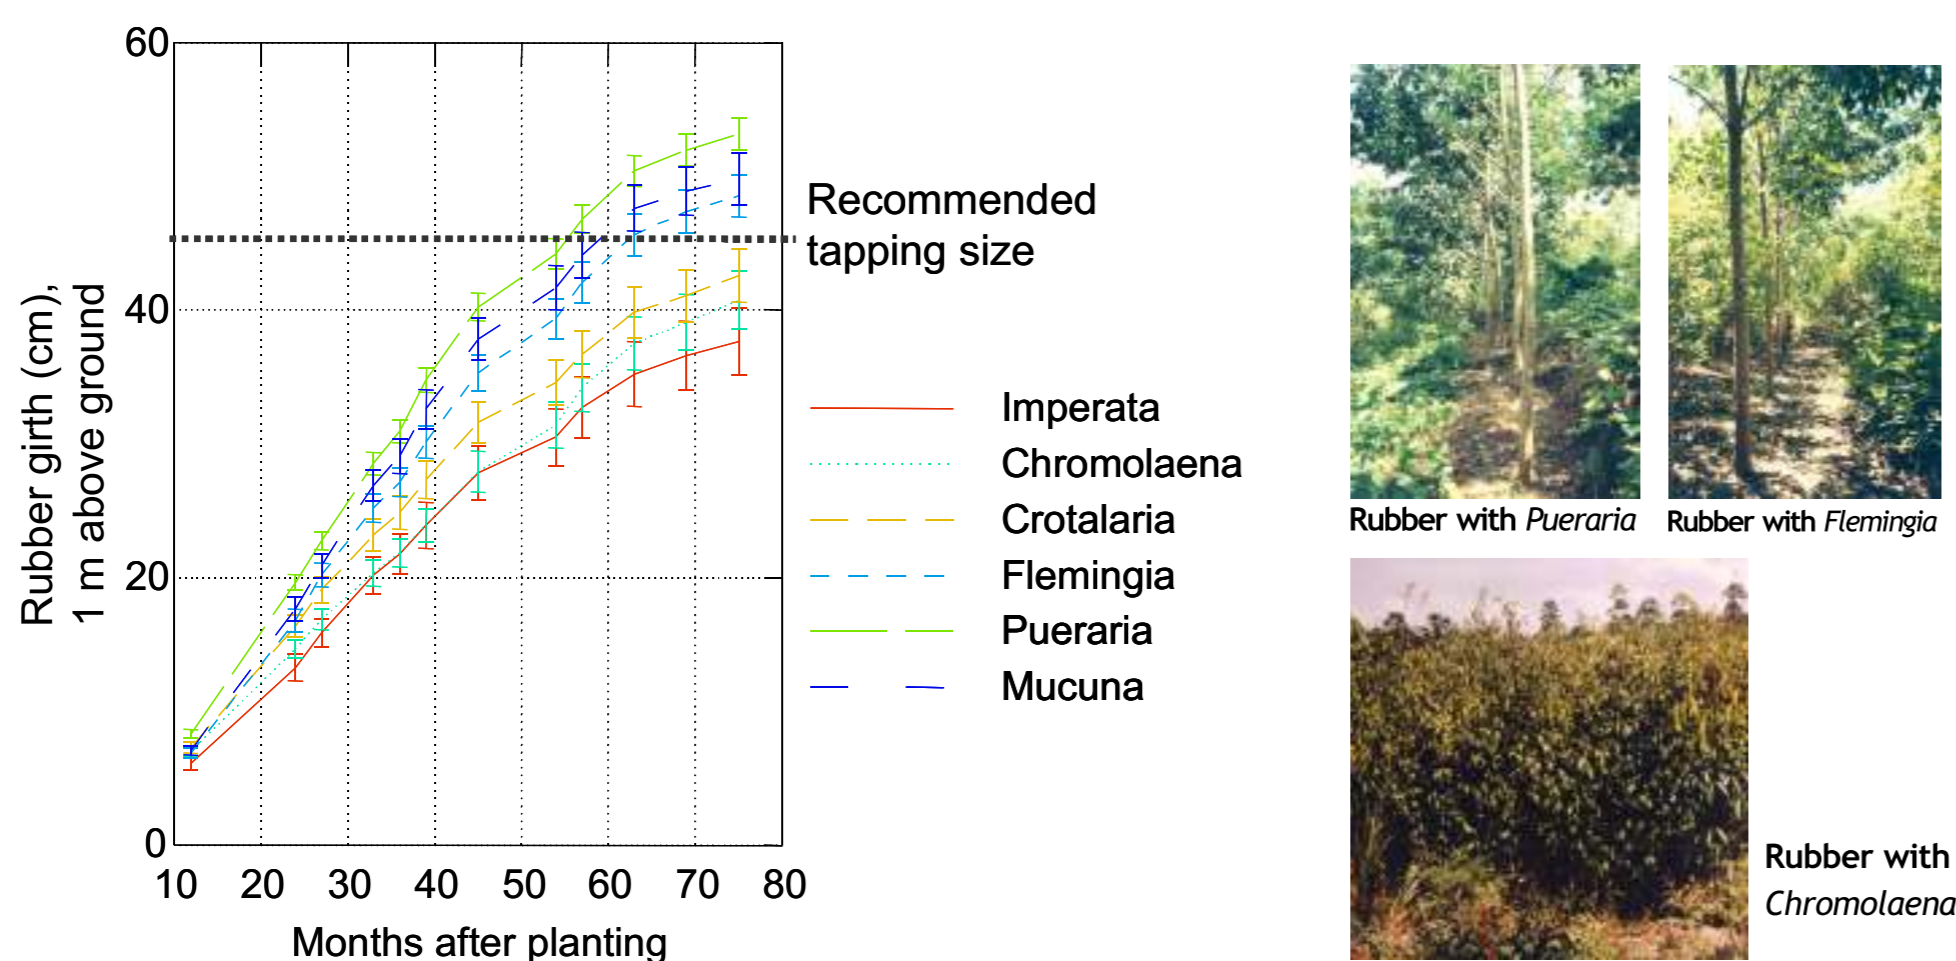 60
40
20
0
10 20 30 40 50 60 70 80
Rubber girth (cm),
1 m above ground
Months after planting
Recommended
tapping size
Imperata
Chromolaena
Crotalaria
Flemingia
Pueraria
Mucuna
Rubber with Pueraria
Rubber with Flemingia
Rubber with
Chromolaena